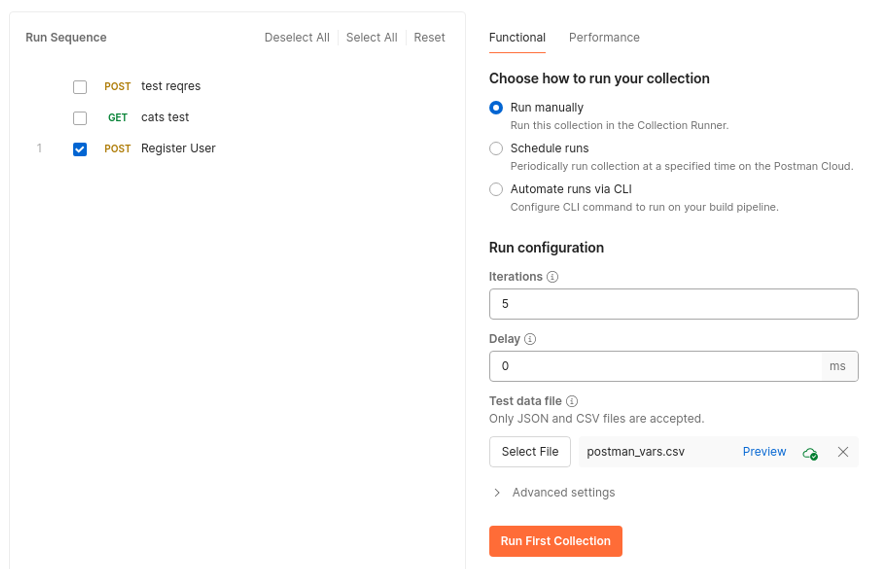 Run Sequence
Deselect All
Select All
Reset
POST test reqres
GET cats test
1 POST Register User
Functional
Performance
Choose how to run your collection
Run manually
Run this collection in the Collection Runner.
Schedule runs
Periodically run collection at a specified time on the Postman Cloud.
Automate runs via CLI
Configure CLI command to run on your build pipeline.
Run configuration
Iterations
5
Delay
0 ms
Test data file
Only JSON and CSV files are accepted.
Select File postman_vars.csv Preview
Advanced settings
Run First Collection